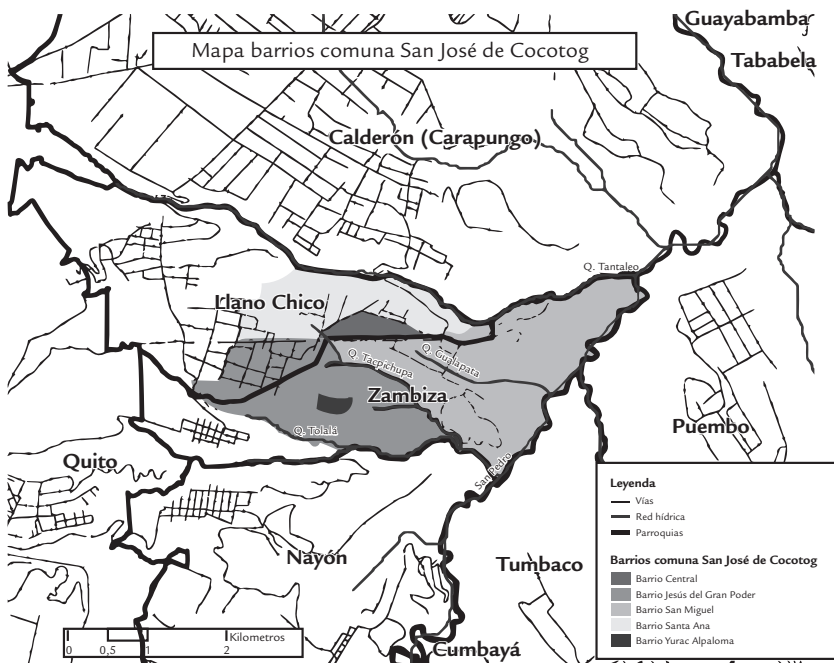 Guayabamba
Mapa barrios comuna San José de Cocotog
Tababela
Calderón (Carapungo)
Q. Tantaleo
Llano Chico
Q. Tacpichupa
Q. Gualapata
Zambiza
Puembo
Q. Tolalá
Quito
San Pedro
Nayón
Tumbaco
Cumbayá
Leyenda
Vías
Red hídrica
Parroquias
Barrios comuna San José de Cocotog
Barrio Central
Barrio Jesús del Gran Poder
Barrio San Miguel
Barrio Santa Ana
Barrio Yurac Alpaloma
Kilometros
0 0,5 1 2